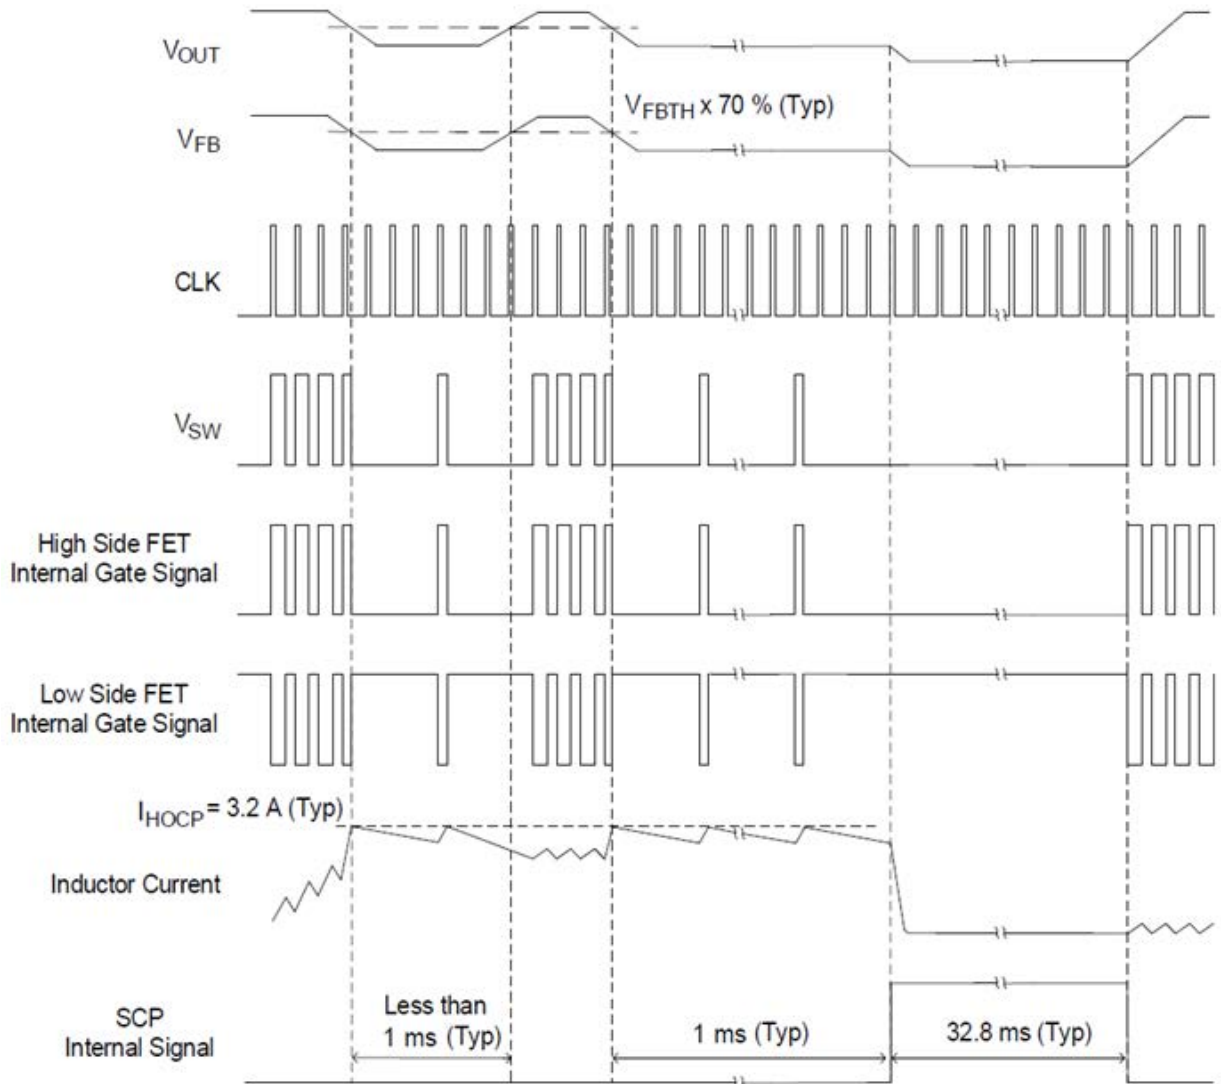 VOUT
VFBTH x 70 % (Typ)
VFB
CLK
VSW
High Side FET
Internal Gate Signal
Low Side FET
Internal Gate Signal
IHOCP = 3.2 A (Typ)
Inductor Current
SCP
Internal Signal
Less than
1 ms (Typ)
1 ms (Typ)
32.8 ms (Typ)